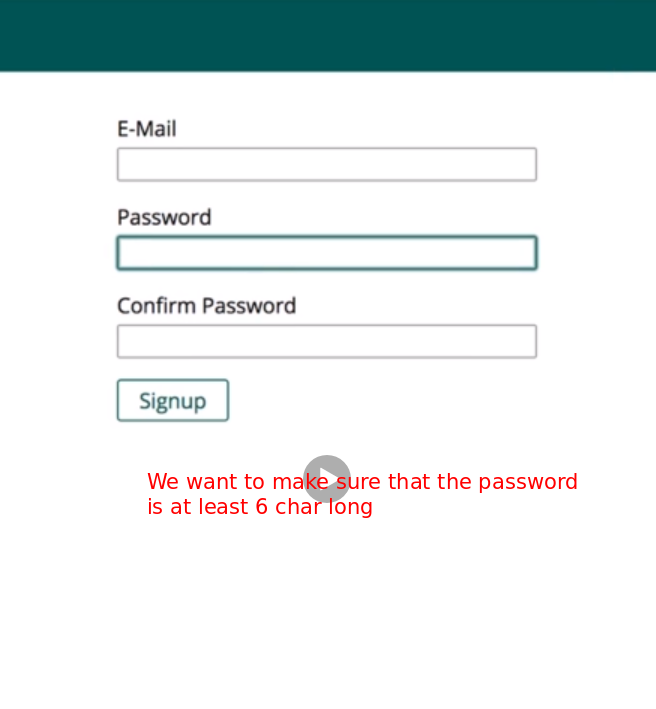 E-Mail
Password
Confirm Password
Signup
We want to make sure that the password
is at least 6 char long